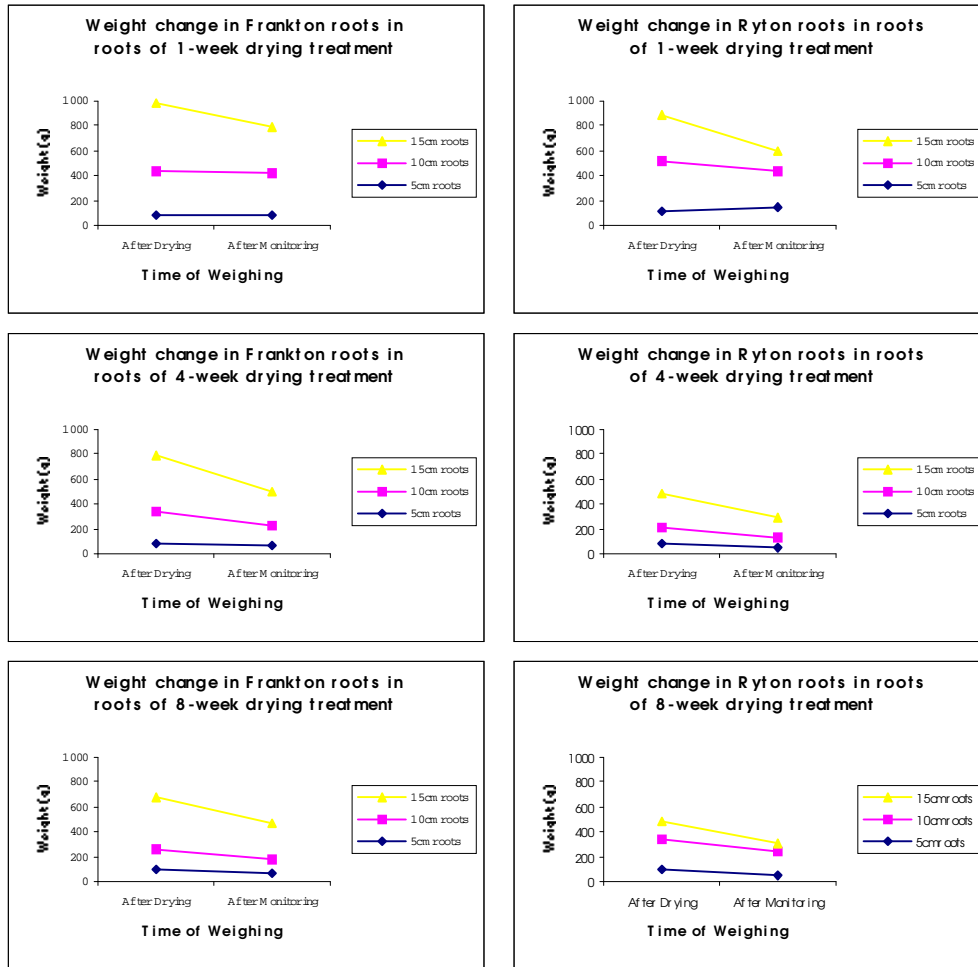 Weight change in Frankton roots in
roots of 1-week drying treatment
Weight (g)
1000
800
600
400
200
0
After Drying After Monitoring
Time of Weighing
15cm roots
10cm roots
5cm roots
Weight change in Ryton roots in roots
of 1-week drying treatment
Weight (g)
1000
800
600
400
200
0
After Drying After Monitoring
Time of Weighing
15cm roots
10cm roots
5cm roots
Weight change in Frankton roots in
roots of 4-week drying treatment
Weight (g)
1000
800
600
400
200
0
After Drying After Monitoring
Time of Weighing
15cm roots
10cm roots
5cm roots
Weight change in Ryton roots in roots
of 4-week drying treatment
Weight (g)
1000
800
600
400
200
0
After Drying After Monitoring
Time of Weighing
15cm roots
10cm roots
5cm roots
Weight change in Frankton roots in
roots of 8-week drying treatment
Weight (g)
1000
800
600
400
200
0
After Drying After Monitoring
Time of Weighing
15cm roots
10cm roots
5cm roots
Weight change in Ryton roots in roots
of 8-week drying treatment
Weight (g)
1000
800
600
400
200
0
After Drying After Monitoring
Time of Weighing
15cm roots
10cm roots
5cm roots